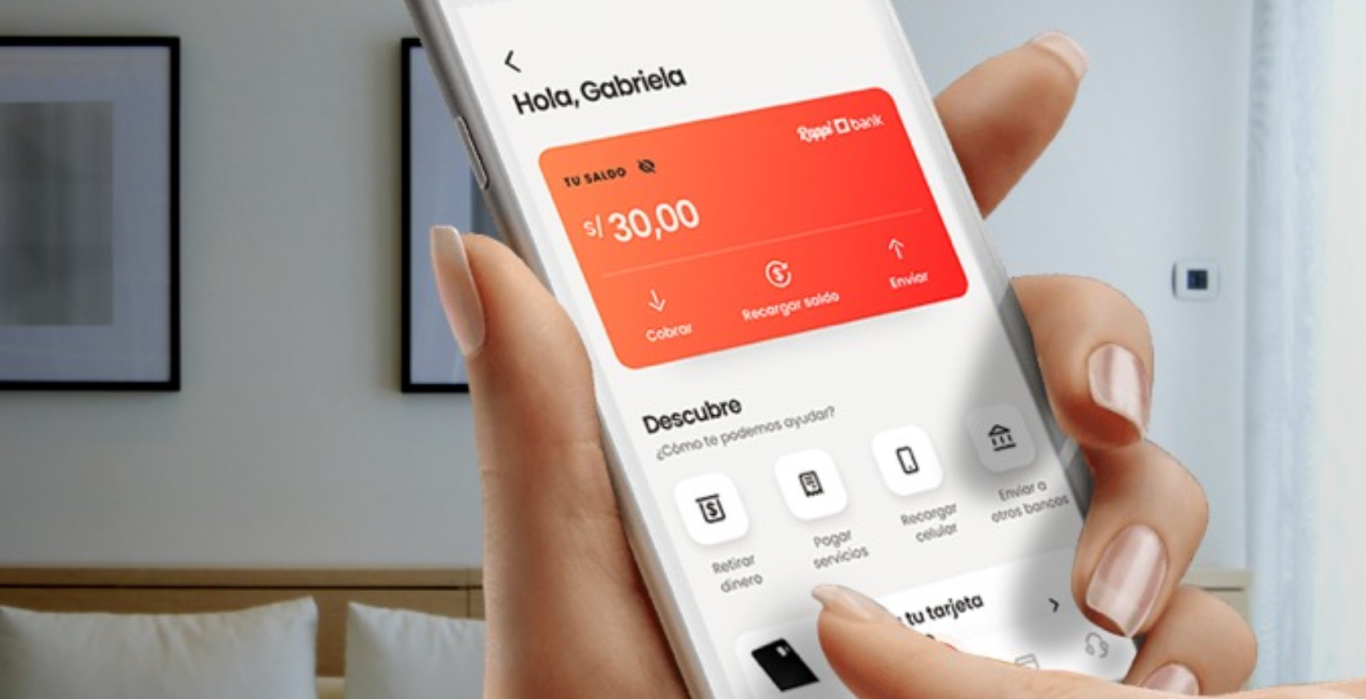 Hola, Gabriela
Rappi bank
TU SALDO
s/ 30,00
Cobrar
Recargar saldo
Enviar
Descubre
¿Cómo te podemos ayudar?
Retirar
dinero
Pagar
servicios
Recargar
celular
Enviar a
otros bancos
tu tarjeta